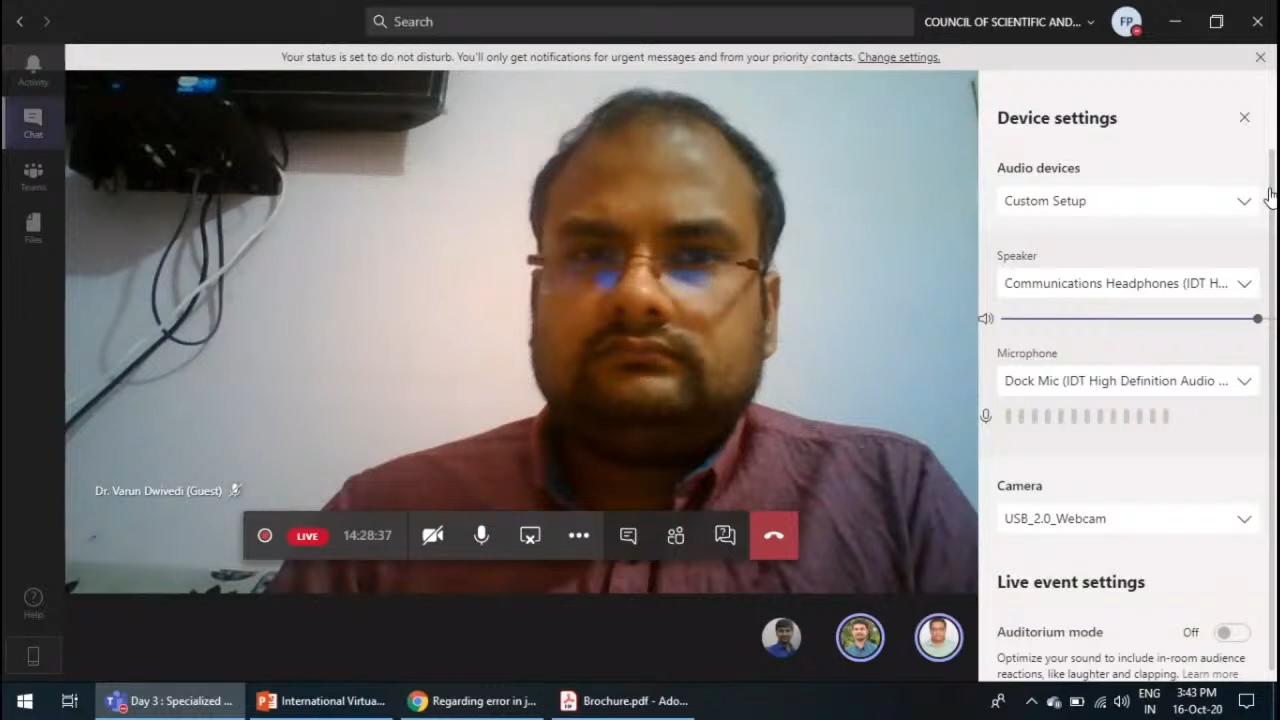 Search
COUNCIL OF SCIENTIFIC AND...
FP
Your status is set to do not disturb. You'll only get notifications for urgent messages and from your priority contacts. Change settings.
Activity
Chat
Teams
Files
Help
Device settings
Audio devices
Custom Setup
Speaker
Communications Headphones (IDT H...
Microphone
Dock Mic (IDT High Definition Audio ...
Camera
USB_2.0_Webcam
Live event settings
Auditorium mode Off
Optimize your sound to include in-room audience
reactions, like laughter and clapping. Learn more
Dr. Varun Dwivedi (Guest)
LIVE 14:28:37
Day 3 : Specialized ...
International Virtua...
Regarding error in j...
Brochure.pdf - Ado...
ENG
IN
3:43 PM
16-Oct-20